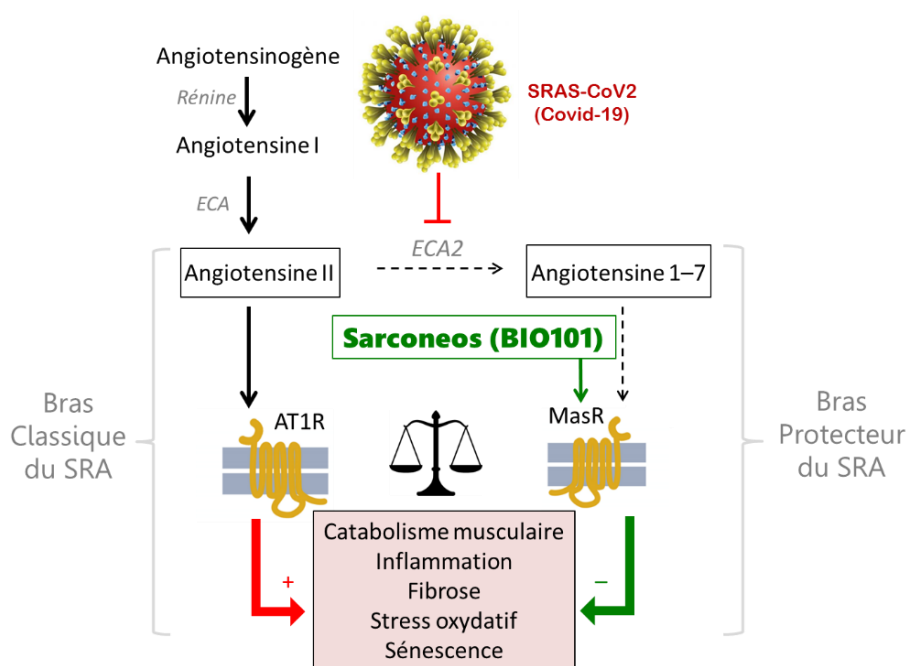 Angiotensinogène
Rénine
Angiotensine I
ECA
SRAS-CoV2
(Covid-19)
Angiotensine II
ECA2
Angiotensine 1–7
Sarconeos (BIO101)
Bras
Classique
du SRA
AT1R
MasR
Bras
Protecteur
du SRA
+
–
Catabolisme musculaire
Inflammation
Fibrose
Stress oxydatif
Sénescence